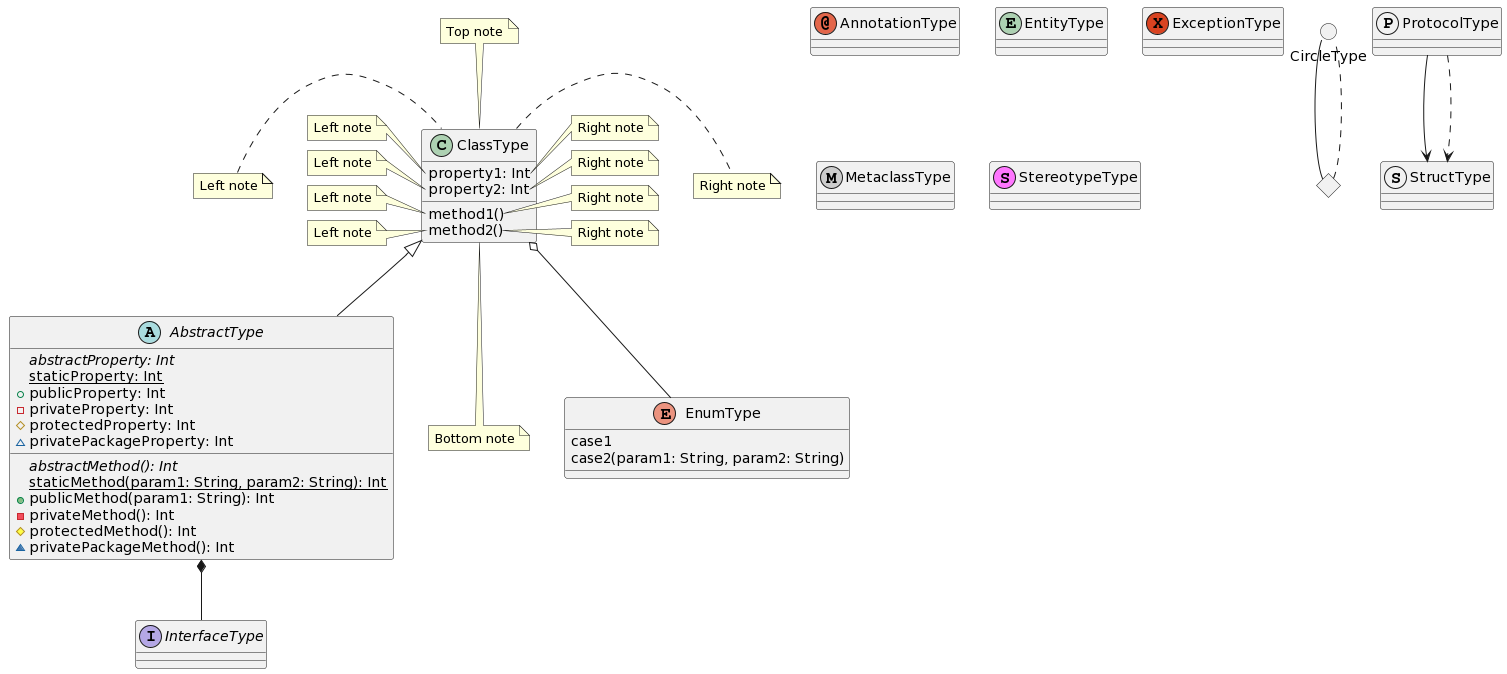 Top note
@ AnnotationType
E EntityType
X ExceptionType
CircleType
P ProtocolType
Left note
Left note
Left note
Left note
Left note
C ClassType
property1: Int
property2: Int
method1()
method2()
Right note
Right note
Right note
Right note
Right note
M MetaclassType
S StereotypeType
S StructType
A AbstractType
abstractProperty: Int
staticProperty: Int
publicProperty: Int
privateProperty: Int
protectedProperty: Int
privatePackageProperty: Int
abstractMethod(): Int
staticMethod(param1: String, param2: String): Int
publicMethod(param1: String): Int
privateMethod(): Int
protectedMethod(): Int
privatePackageMethod(): Int
Bottom note
E EnumType
case1
case2(param1: String, param2: String)
I InterfaceType